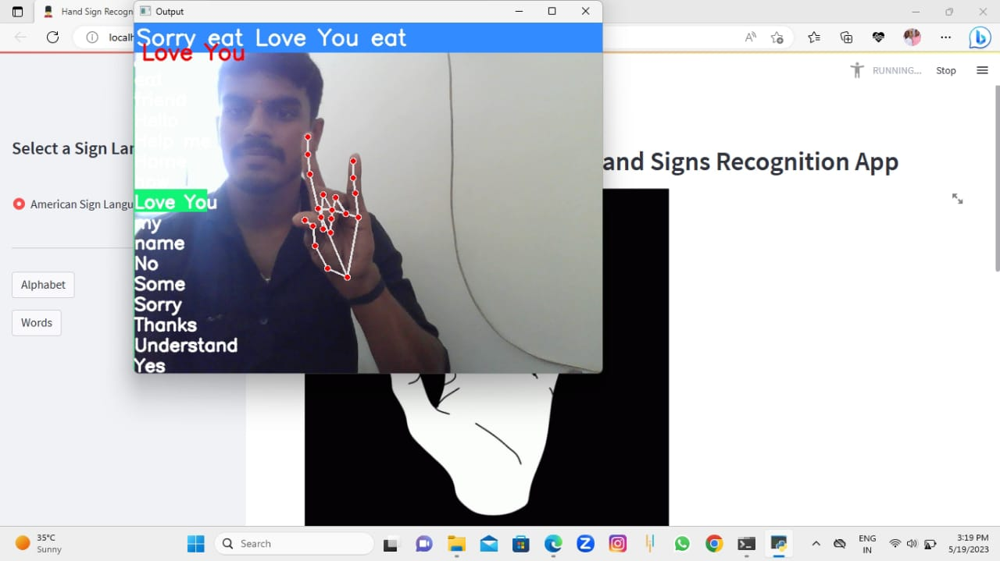 Hand Sign Recogn
Output
localh
Sorry eat Love You eat
Love You
eat
friend
Hello
Help me
Home
how
Love You
my
name
No
Some
Sorry
Thanks
Understand
Yes
RUNNING...
Stop
Select a Sign Lan
American Sign Langu
Alphabet
Words
and Signs Recognition App
35°C
Sunny
Search
ENG
IN
3:19 PM
5/19/2023